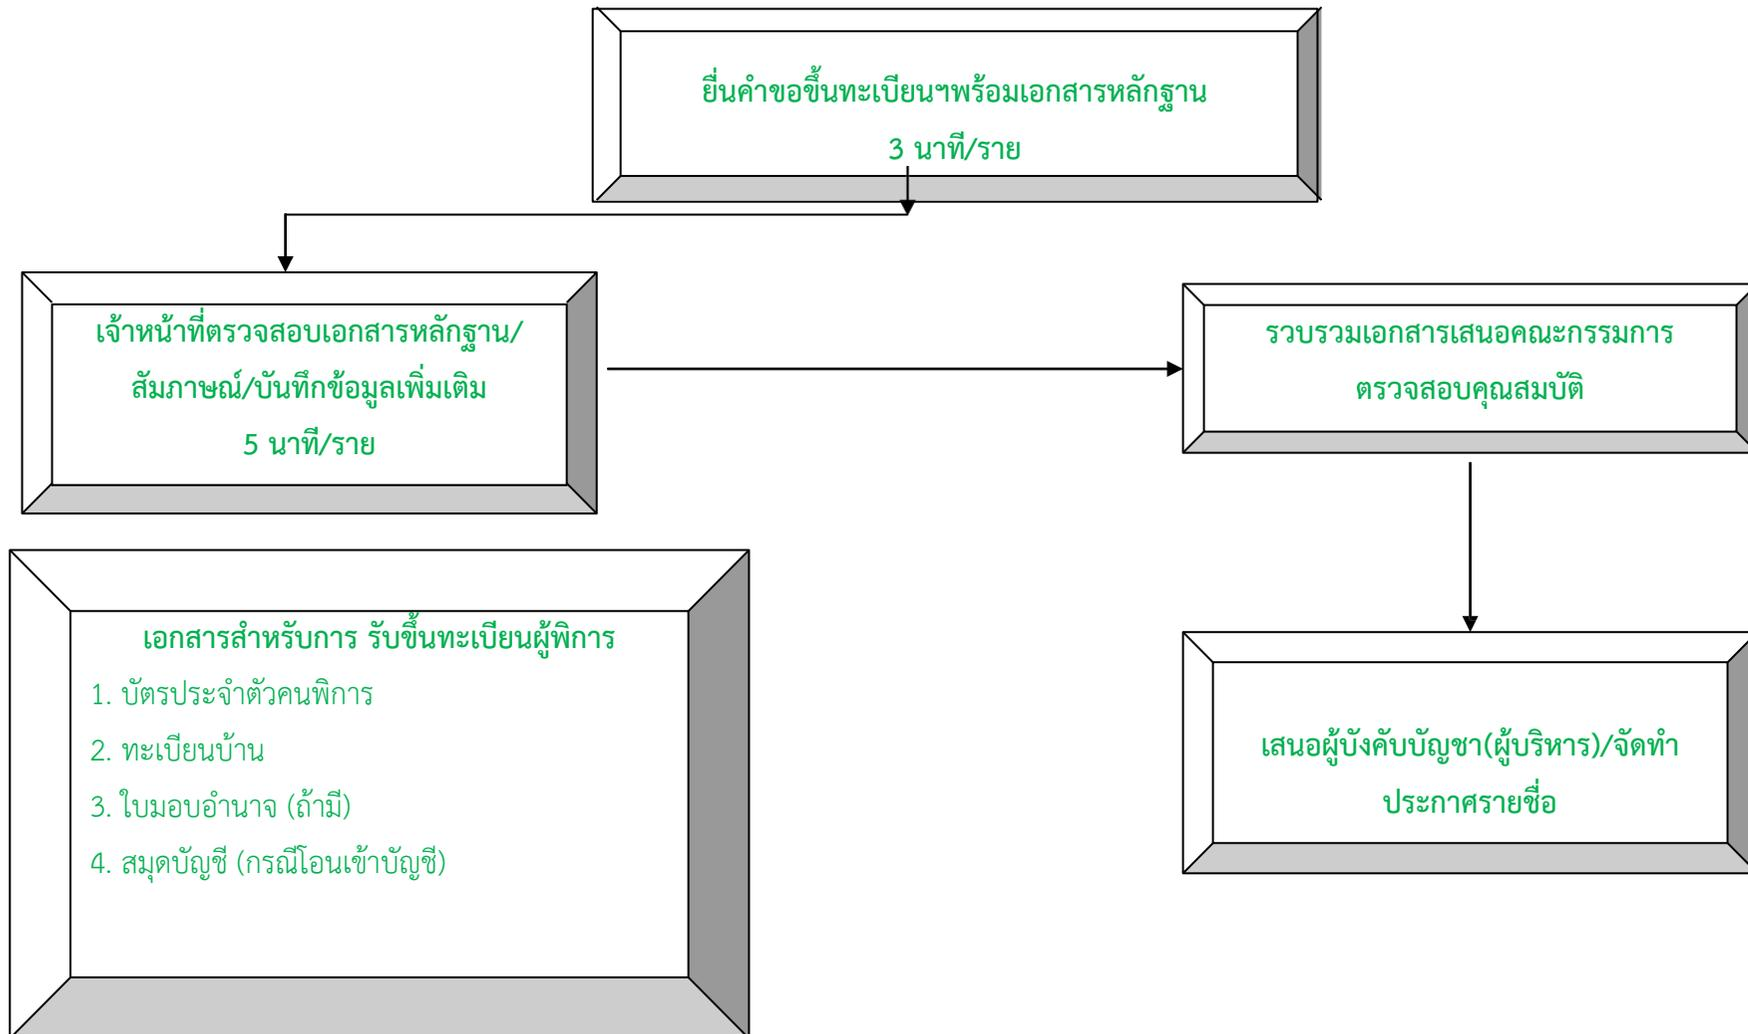 ยื่นคำขอขึ้นทะเบียนฯพร้อมเอกสารหลักฐาน
3 นาที/ราย
เจ้าหน้าที่ตรวจสอบเอกสารหลักฐาน/
สัมภาษณ์/บันทึกข้อมูลเพิ่มเติม
5 นาที/ราย
รวบรวมเอกสารเสนอคณะกรรมการ
ตรวจสอบคุณสมบัติ
เอกสารสำหรับการ รับขึ้นทะเบียนผู้พิการ
1. บัตรประจำตัวคนพิการ
2. ทะเบียนบ้าน
3. ใบมอบอำนาจ (ถ้ามี)
4. สมุดบัญชี (กรณีโอนเข้าบัญชี)
เสนอผู้บังคับบัญชา(ผู้บริหาร)/จัดทำ
ประกาศรายชื่อ